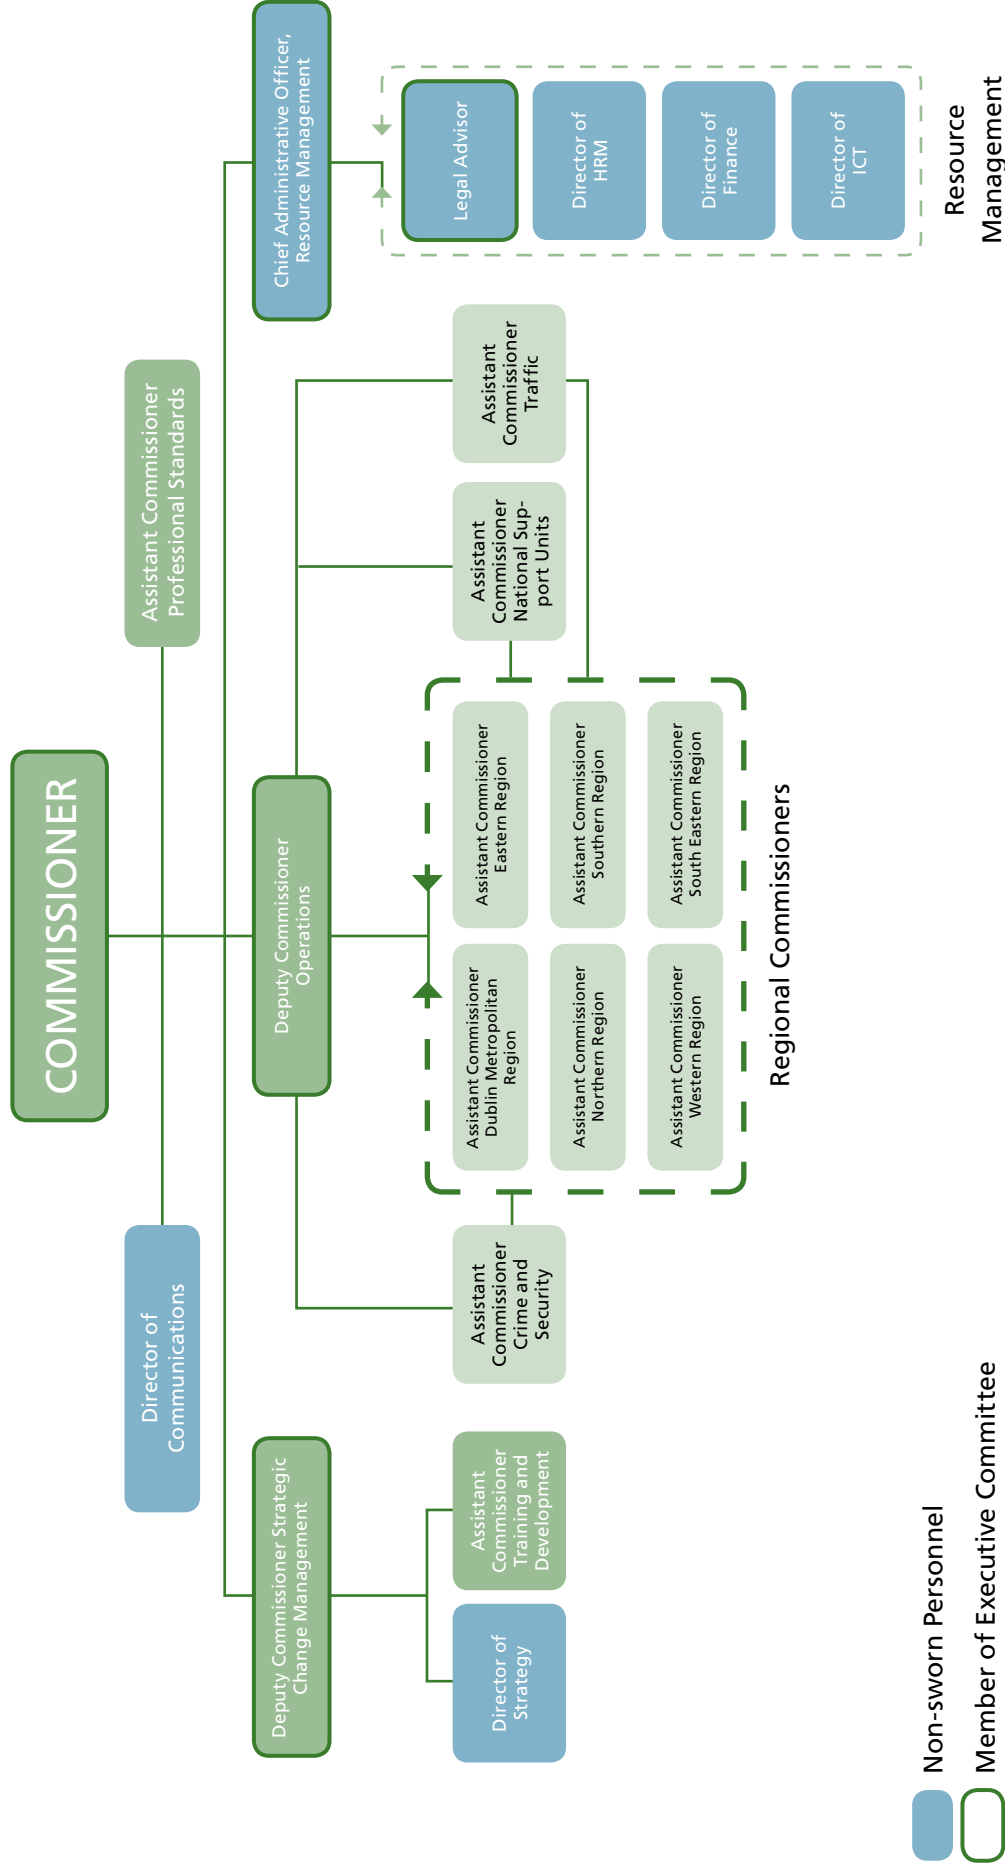 COMMISSIONER
Director of
Communications
Assistant Commissioner
Professional Standards
Deputy Commissioner Strategic
Change Management
Deputy Commissioner
Operations
Chief Administrative Officer,
Resource Management
Director of
Strategy
Assistant
Commissioner
Training and
Development
Assistant
Commissioner
Crime and
Security
Assistant Commissioner
Dublin Metropolitan
Region
Assistant Commissioner
Eastern Region
Assistant Commissioner
Northern Region
Assistant Commissioner
Southern Region
Assistant Commissioner
Western Region
Assistant Commissioner
South Eastern Region
Regional Commissioners
Assistant
Commissioner
National Sup-
port Units
Assistant
Commissioner
Traffic
Legal Advisor
Director of
HRM
Director of
Finance
Director of
ICT
Resource
Management
Non-sworn Personnel
Member of Executive Committee